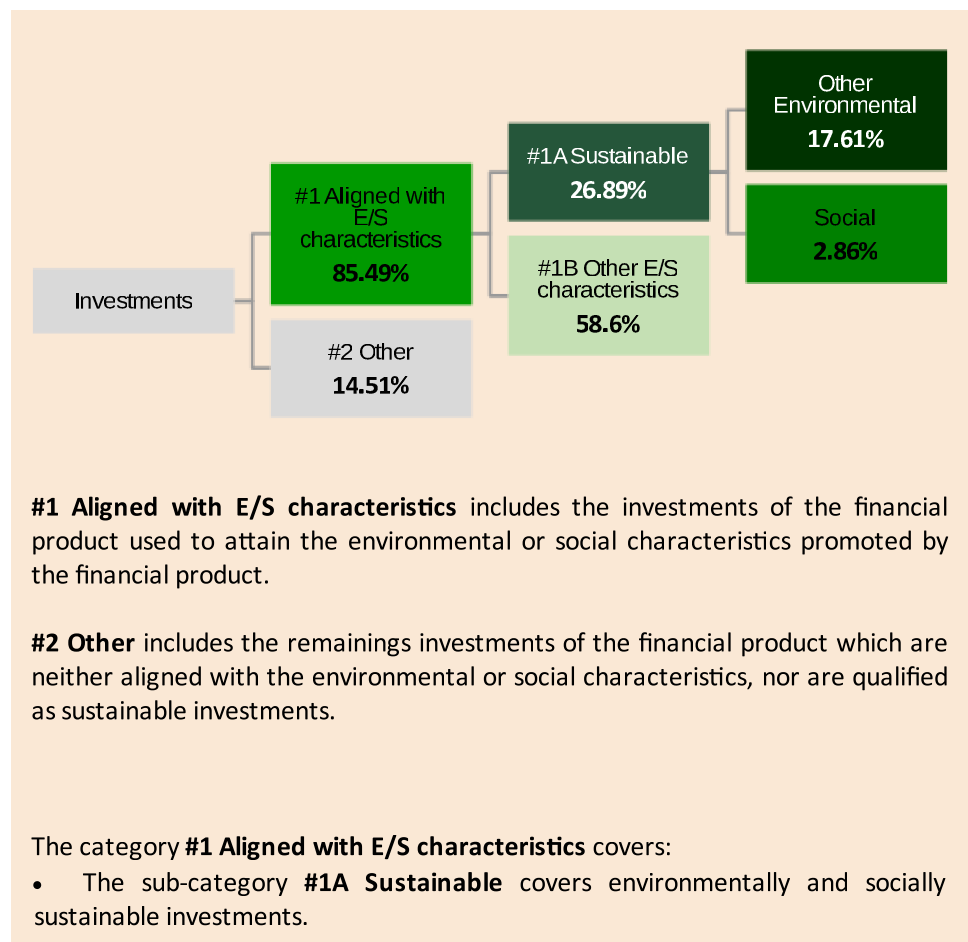 Other
Environmental
17.61%
#1A Sustainable
26.89%
#1 Aligned with
E/S
characteristics
85.49%
Social
2.86%
#1B Other E/S
characteristics
58.6%
Investments
#2 Other
14.51%
#1 Aligned with E/S characteristics includes the investments of the financial
product used to attain the environmental or social characteristics promoted by
the financial product.
#2 Other includes the remainings investments of the financial product which are
neither aligned with the environmental or social characteristics, nor are qualified
as sustainable investments.
The category #1 Aligned with E/S characteristics covers:
• The sub-category #1A Sustainable covers environmentally and socially
sustainable investments.